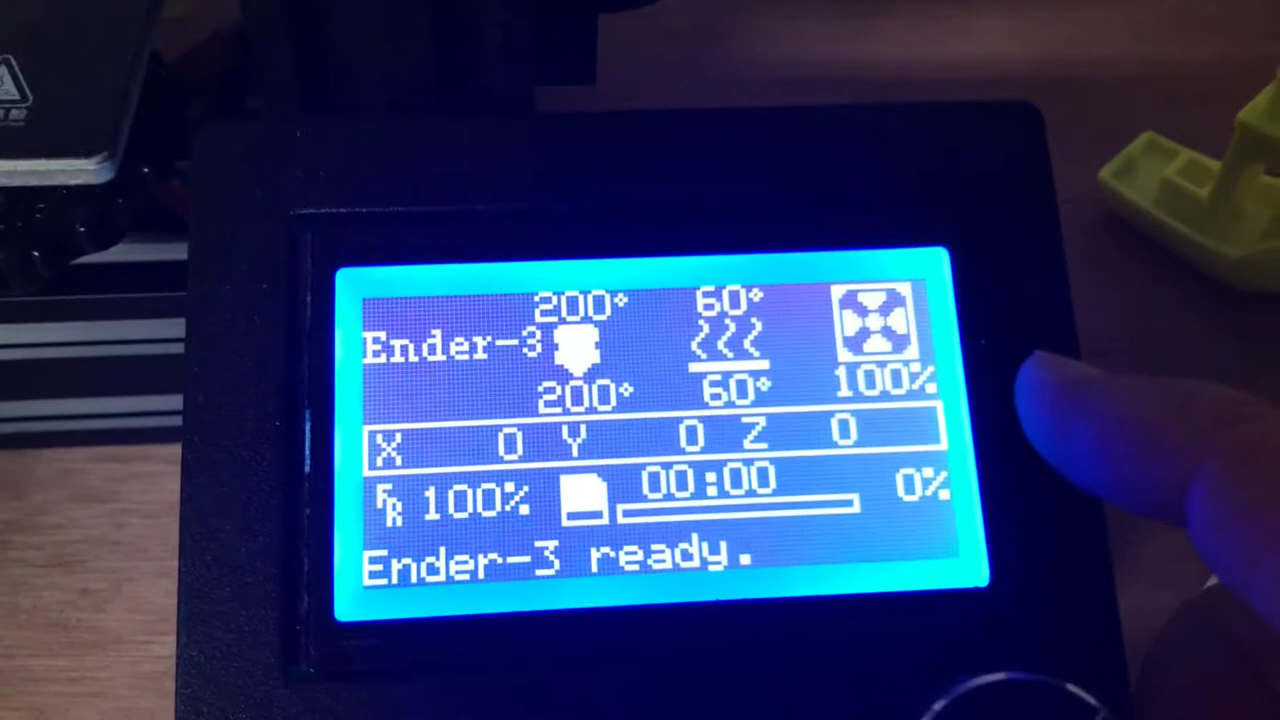 200° 60°
Ender-3
200° 60° 100%
X 0 Y 0 Z 0
FR 100% 00:00 0%
Ender-3 ready.